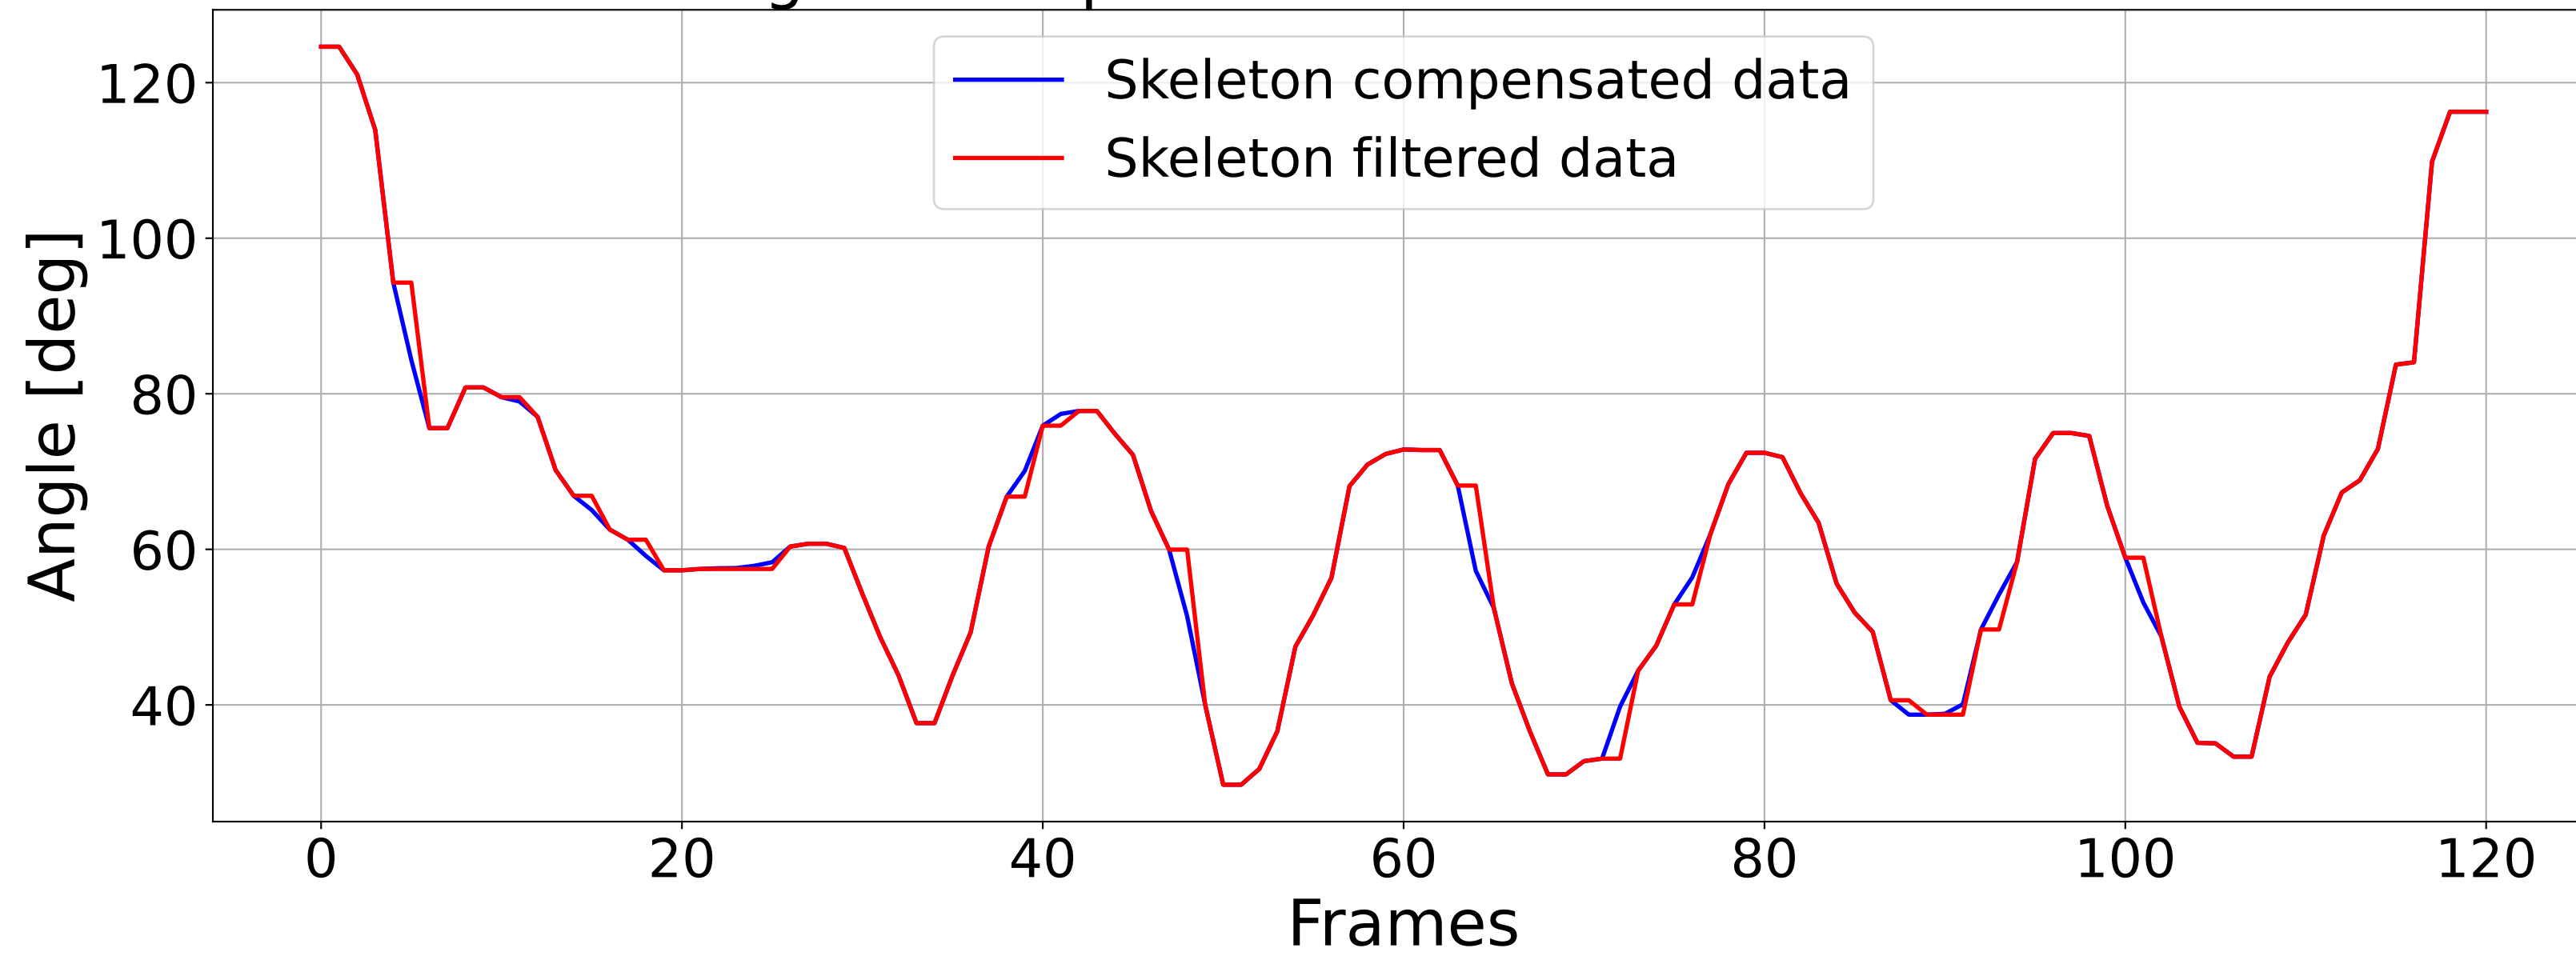 Skeleton compensated data
Skeleton filtered data
120
100
80
60
40
Angle [deg]
0 20 40 60 80 100 120
Frames